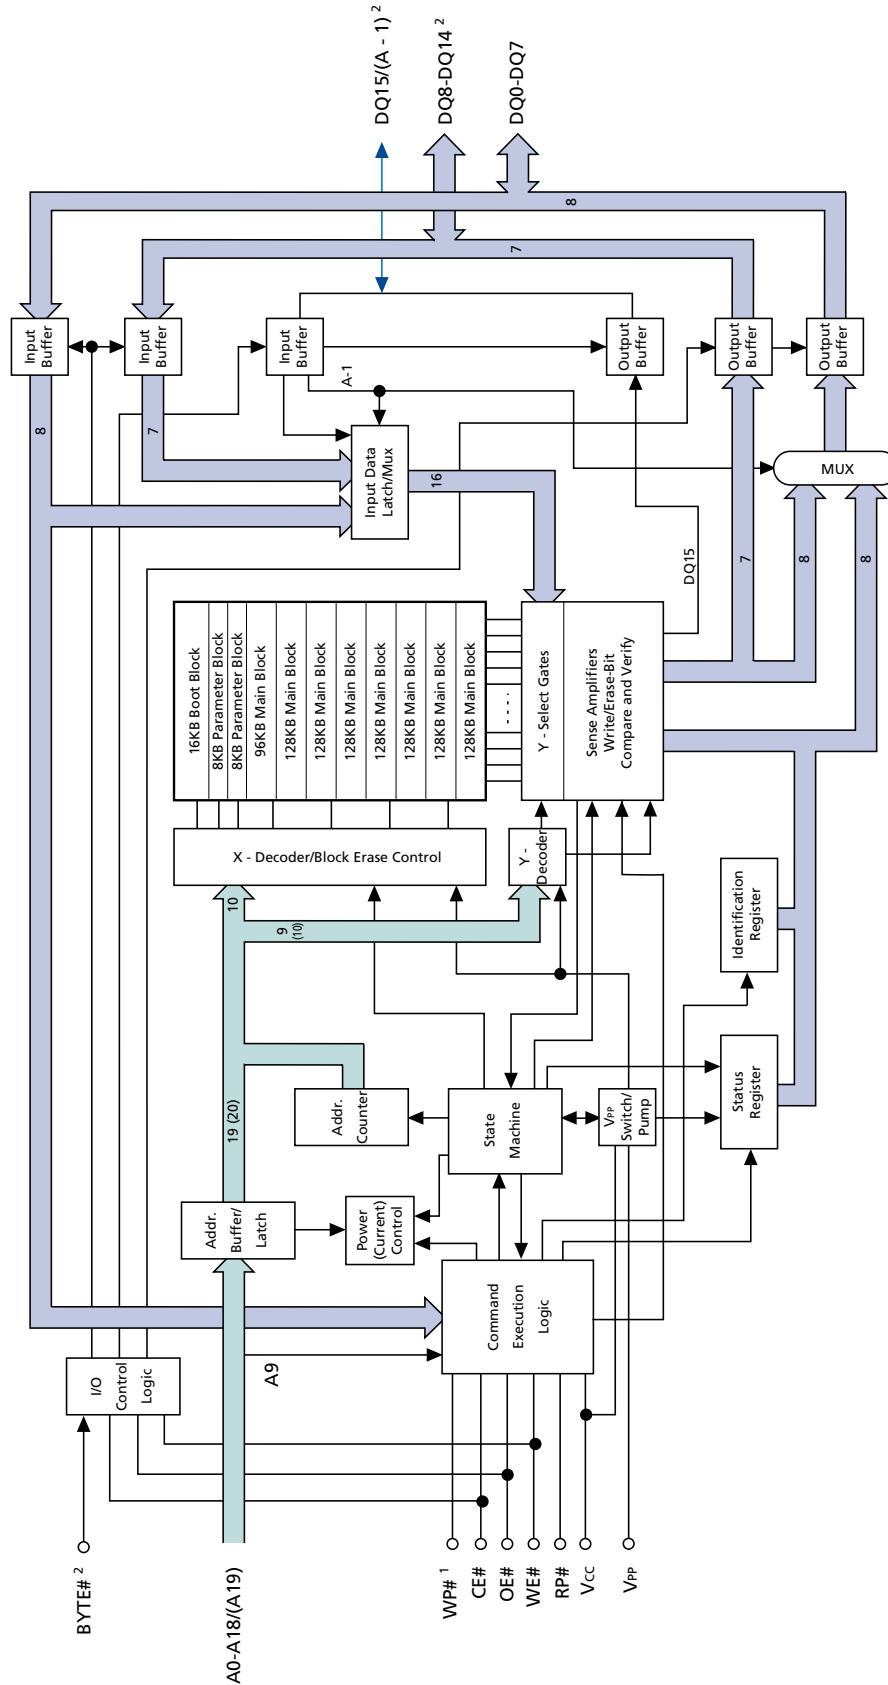 BYTE# 2
A0-A18/(A19)
WP# 1
CE#
OE#
WE#
RP#
VCC
VPP
I/O
Control
Logic
A9
Addr.
Buffer/
Latch
Power
(Current)
Control
Command
Execution
Logic
19 (20)
Addr.
Counter
State
Machine
VPP
Switch/
Pump
Status
Register
Identification
Register
10
9
(10)
X - Decoder/Block Erase Control
Y -
Decoder
16KB Boot Block
8KB Parameter Block
8KB Parameter Block
96KB Main Block
128KB Main Block
128KB Main Block
128KB Main Block
128KB Main Block
128KB Main Block
128KB Main Block
128KB Main Block
Y - Select Gates
Sense Amplifiers
Write/Erase-Bit
Compare and Verify
8
7
Input Data
Latch/Mux
16
A-1
DQ15
7
8
8
MUX
Input
Buffer
Input
Buffer
Input
Buffer
Output
Buffer
Output
Buffer
Output
Buffer
7
8
DQ15/(A - 1) 2
DQ8-DQ14 2
DQ0-DQ7